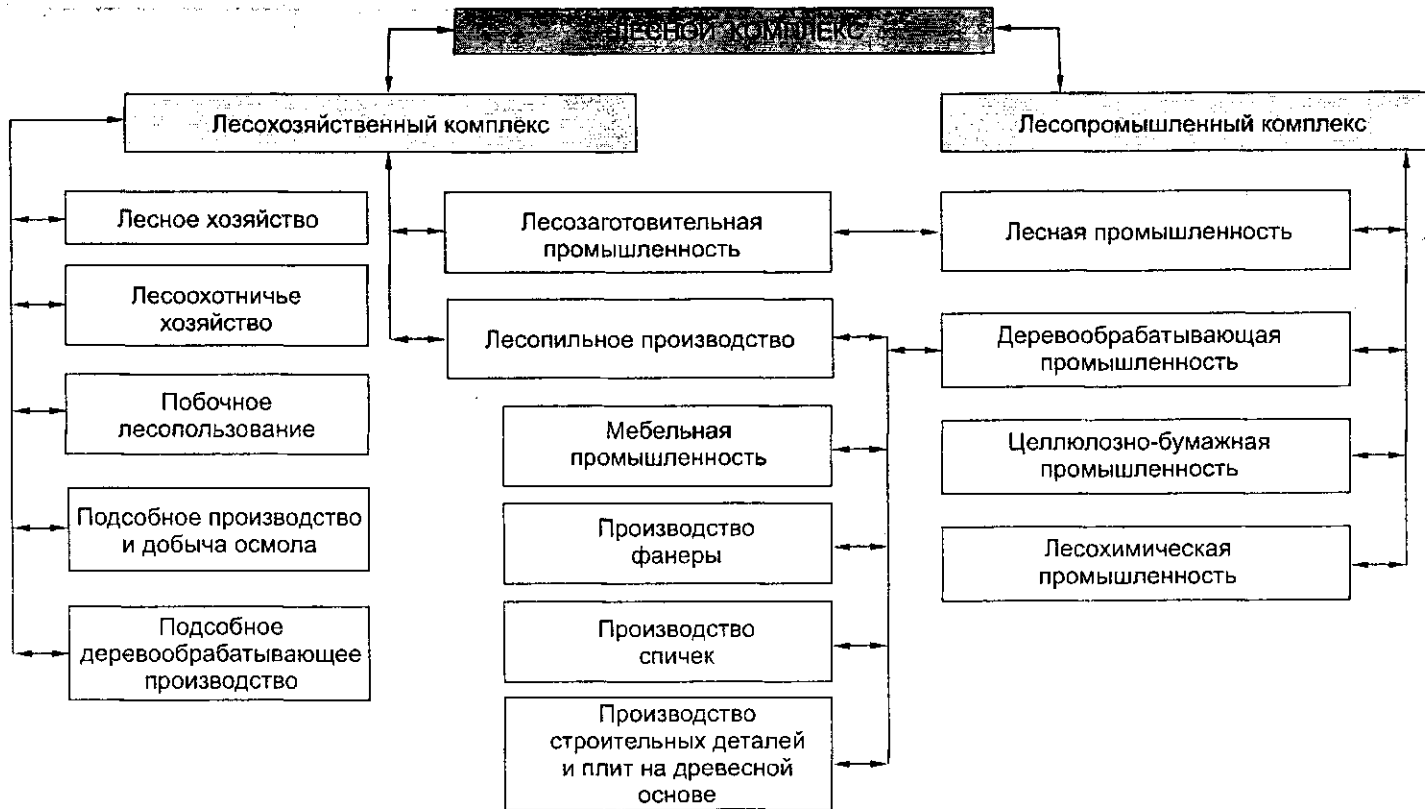 ЛЕСНОЙ КОМПЛЕКС
Лесохозяйственный комплекс
Лесопромышленный комплекс
Лесное хозяйство
Лесоохотничье
хозяйство
Побочное
лесопользование
Подсобное производство
и добыча осмола
Подсобное
деревообрабатывающее
производство
Лесозаготовительная
промышленность
Лесопильное производство
Мебельная
промышленность
Производство
фанеры
Производство
спичек
Производство
строительных деталей
и плит на древесной
основе
Лесная промышленность
Деревообрабатывающая
промышленность
Целлюлозно-бумажная
промышленность
Лесохимическая
промышленность